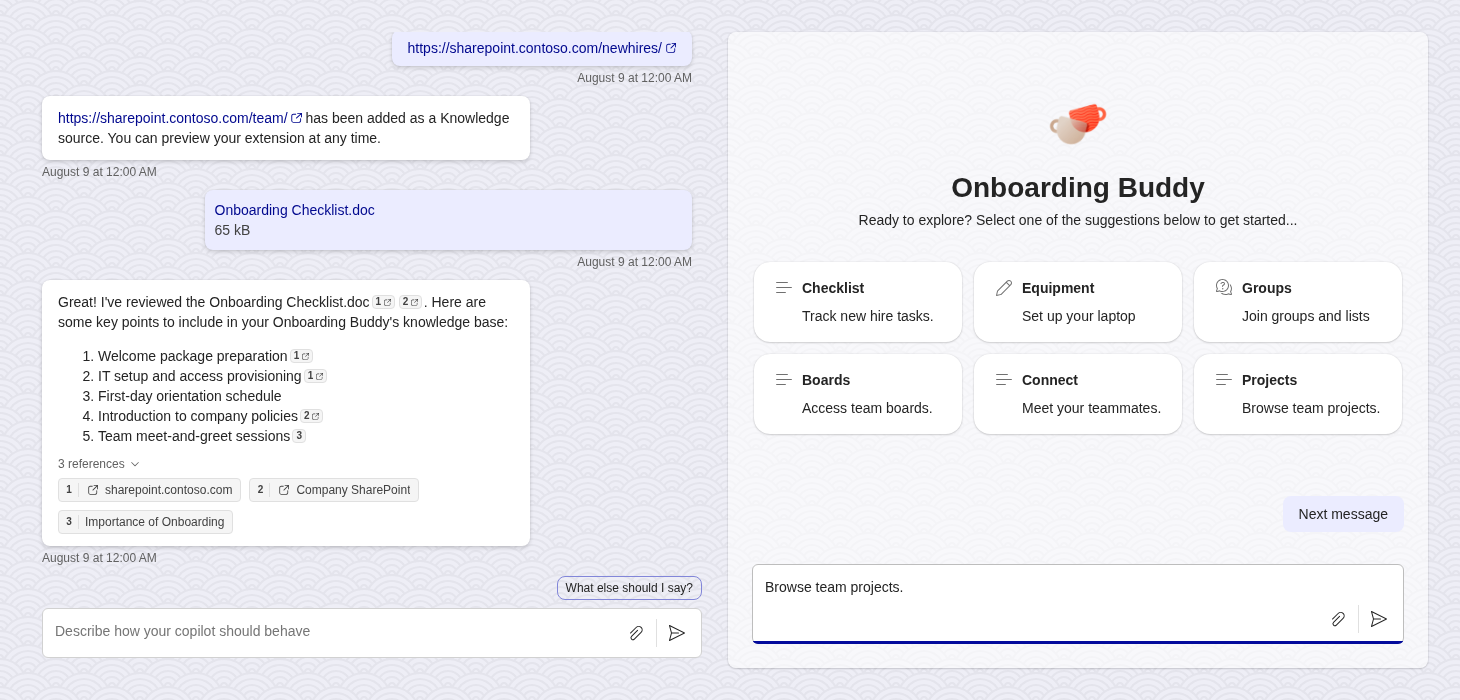 https://sharepoint.contoso.com/newhires/
August 9 at 12:00 AM
https://sharepoint.contoso.com/team/ has been added as a Knowledge
source. You can preview your extension at any time.
August 9 at 12:00 AM
Onboarding Checklist.doc
65 kB
August 9 at 12:00 AM
Great! I've reviewed the Onboarding Checklist.doc 1 2 . Here are
some key points to include in your Onboarding Buddy's knowledge base:
1. Welcome package preparation 1
2. IT setup and access provisioning 1
3. First-day orientation schedule
4. Introduction to company policies 2
5. Team meet-and-greet sessions 3
3 references
1 sharepoint.contoso.com 2 Company SharePoint
3 Importance of Onboarding
August 9 at 12:00 AM
What else should I say?
Describe how your copilot should behave
Onboarding Buddy
Ready to explore? Select one of the suggestions below to get started...
Checklist
Track new hire tasks.
Equipment
Set up your laptop
Groups
Join groups and lists
Boards
Access team boards.
Connect
Meet your teammates.
Projects
Browse team projects.
Next message
Browse team projects.